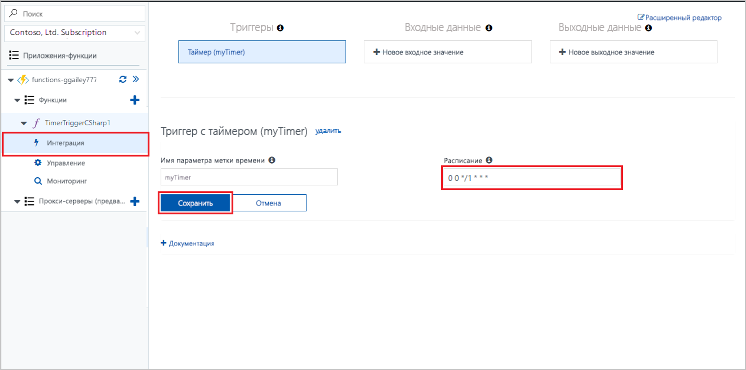 Поиск
Contoso, Ltd. Subscription
Приложения-функции
functions-ggailey777
Функции
TimerTriggerCSharp1
Интеграция
Управление
Мониторинг
Прокси-серверы (предва...
Расширенный редактор
Триггеры
Входные данные
Выходные данные
Таймер (myTimer)
Новое входное значение
Новое выходное значение
Триггер с таймером (myTimer) удалить
Имя параметра метки времени
Расписание
myTimer
0 0 */1 * * *
Сохранить
Отмена
Документация